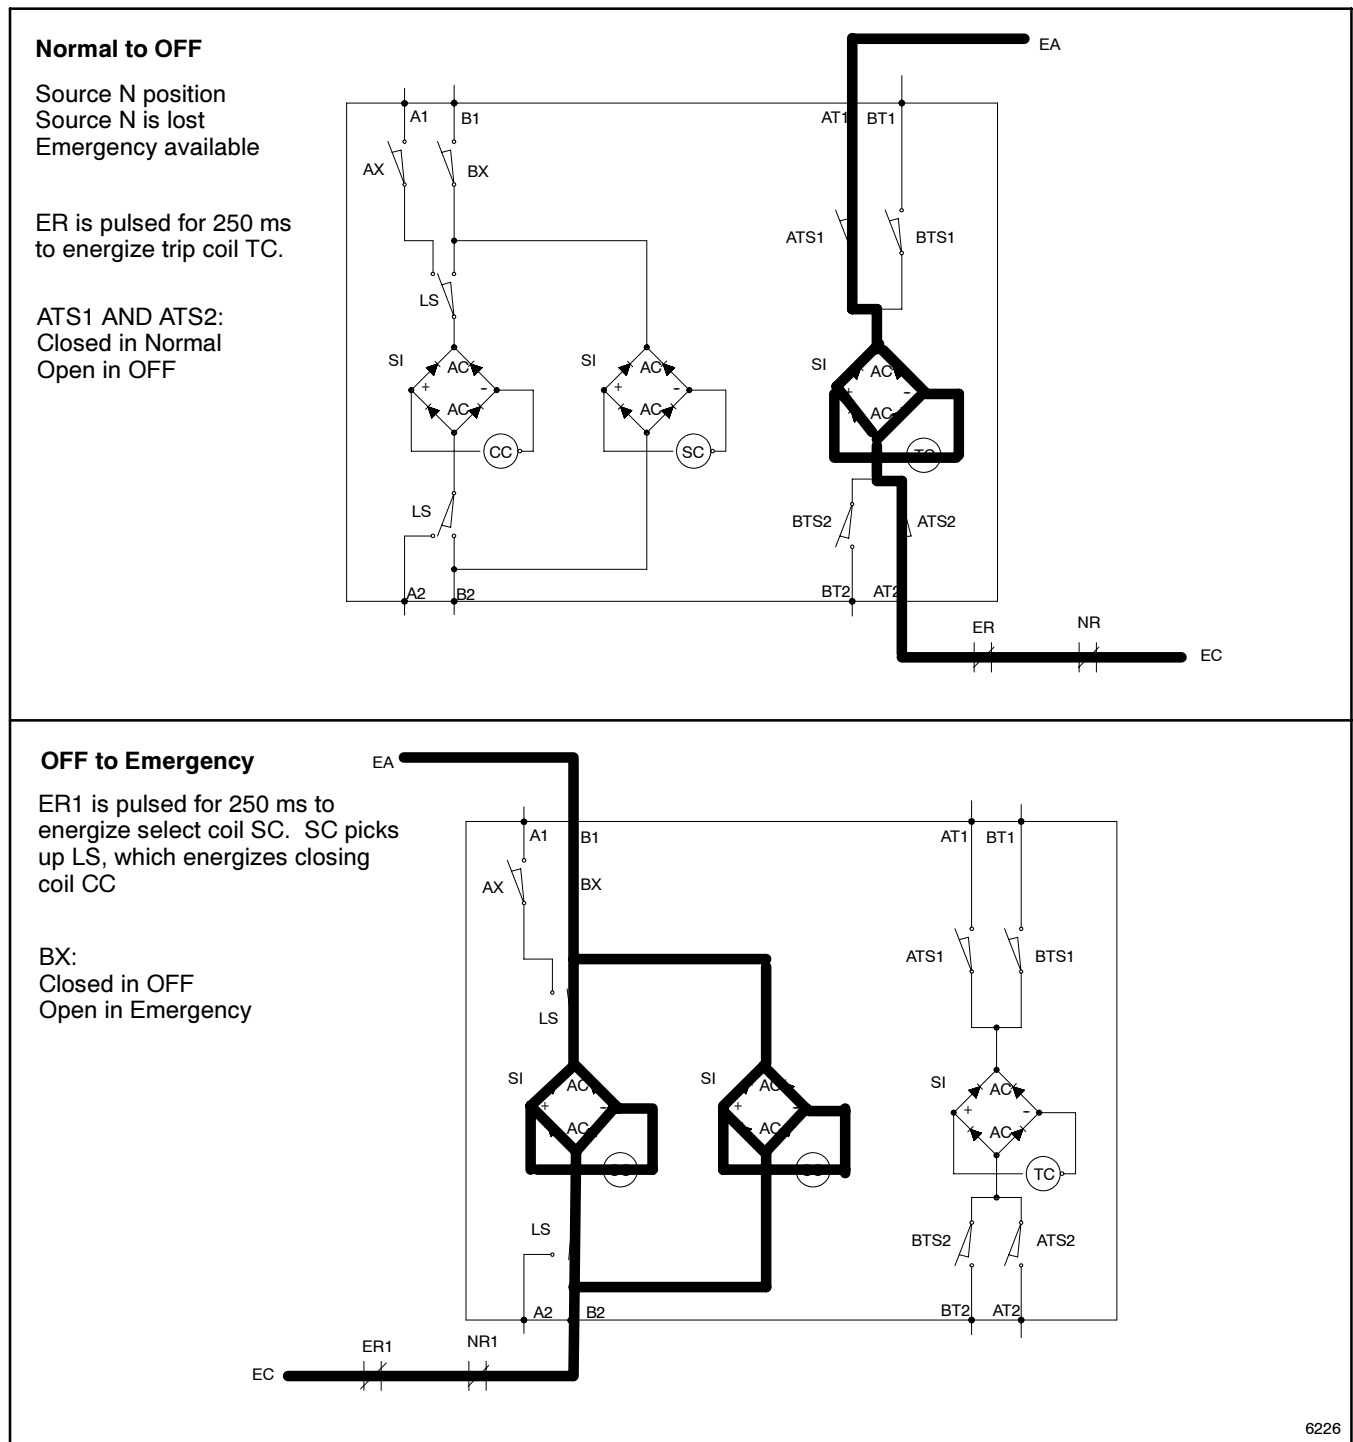 Normal to OFF
Source N position
Source N is lost
Emergency available
ER is pulsed for 250 ms
to energize trip coil TC.
ATS1 AND ATS2:
Closed in Normal
Open in OFF
EA
A1
B1
AT1
BT1
AX
BX
ATS1
BTS1
LS
SI
AC
+
-
AC
CC
SI
AC
+
-
AC
SC
SI
AC
+
-
AC
TC
LS
BTS2
ATS2
A2
B2
BT2
AT2
ER
NR
EC
OFF to Emergency
EA
ER1 is pulsed for 250 ms to
energize select coil SC. SC picks
up LS, which energizes closing
coil CC
BX:
Closed in OFF
Open in Emergency
A1
B1
AT1
BT1
AX
BX
ATS1
BTS1
LS
SI
AC
+
-
AC
SI
AC
+
-
AC
SI
AC
+
-
AC
TC
LS
BTS2
ATS2
A2
B2
BT2
AT2
ER1
NR1
EC
6226